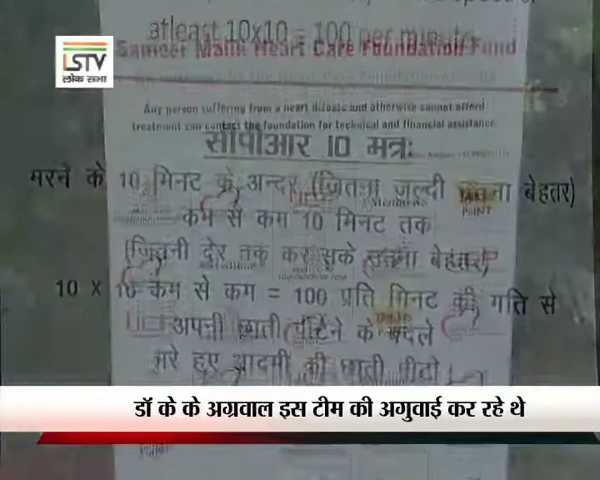 atleast 10x10 = 100 per minute
Sameer Malik Heart Care Foundation Fund
LSTV
लोक सभा
Any person suffering from a heart disease and otherwise cannot afford
treatment can contact the foundation for technical and financial assistance
सीपीआर 10 मंत्र:
मरने के 10 मिनट के अन्दर (जितना जल्दी उतना बेहतर)
कम से कम 10 मिनट तक
(जितनी देर तक कर सके उतना बेहतर)
10 x 10 कम से कम = 100 प्रति मिनट की गति से
अपनी छाती पीटने के बदले
मरे हुए आदमी की छाती पीटो
डॉ के के अग्रवाल इस टीम की अगुवाई कर रहे थे